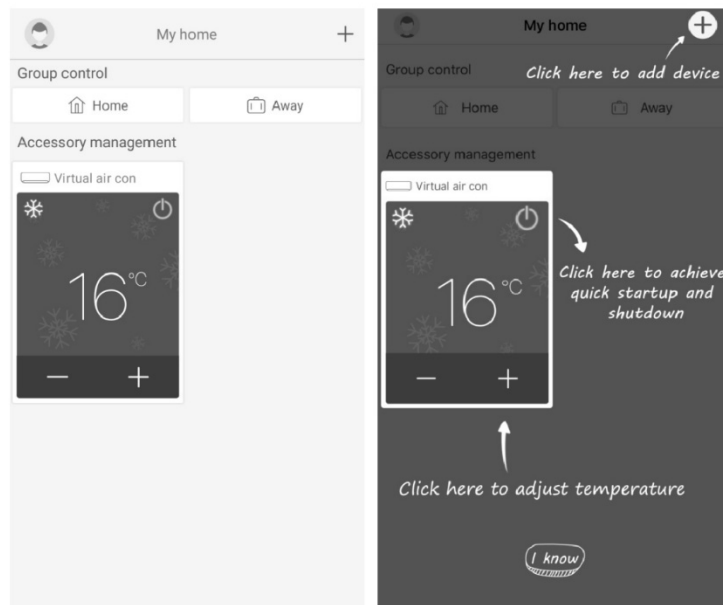 My home
+
Group control
Home
Away
Accessory management
Virtual air con
16°C
— +
My home
+
Click here to add device
Group control
Home
Away
Accessory management
Virtual air con
16°C
— +
Click here to achieve
quick startup and
shutdown
Click here to adjust temperature
I know